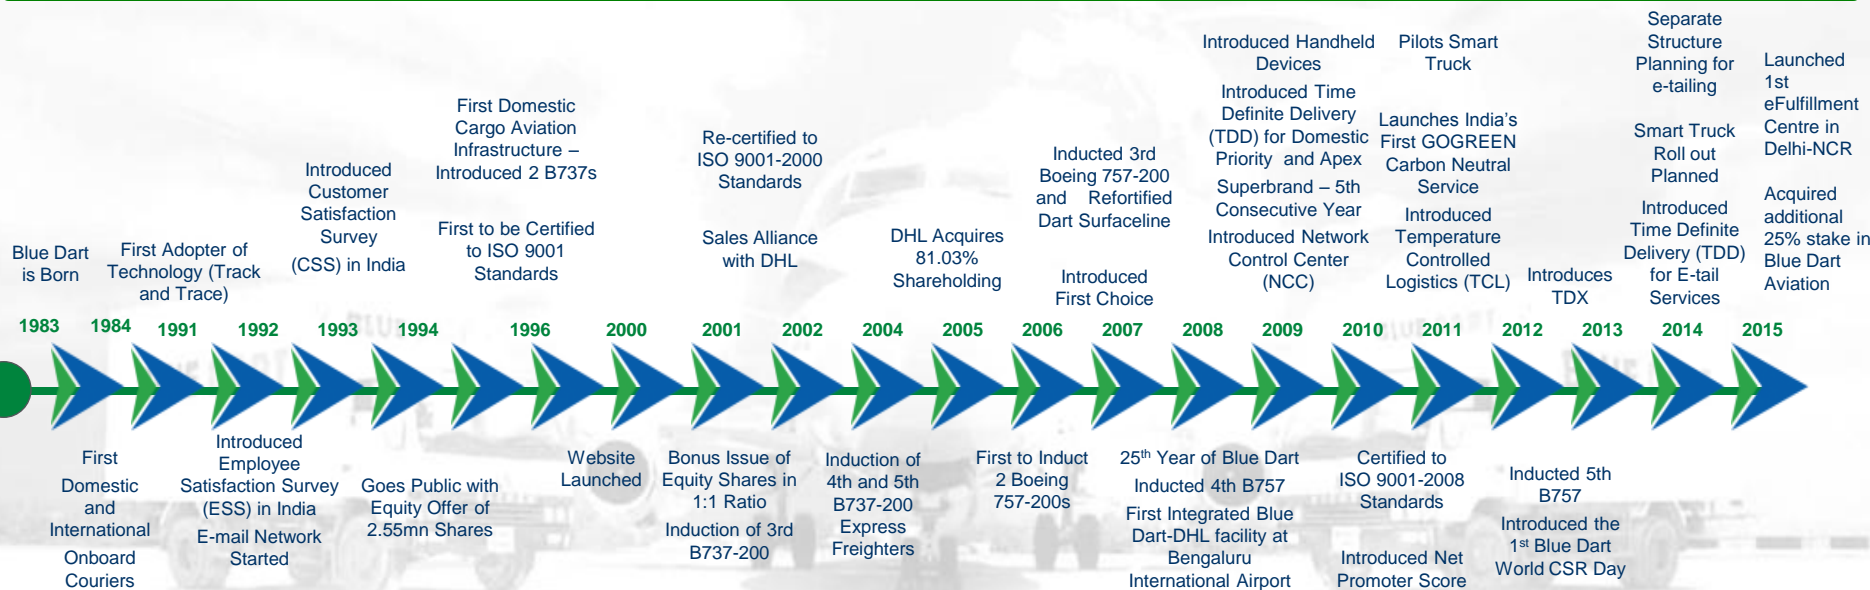 Blue Dart
is Born
First Adopter of
Technology (Track
and Trace)
Introduced
Customer
Satisfaction
Survey
(CSS) in India
First Domestic
Cargo Aviation
Infrastructure –
Introduced 2 B737s
First to be Certified
to ISO 9001
Standards
Re-certified to
ISO 9001-2000
Standards
Sales Alliance
with DHL
DHL Acquires
81.03%
Shareholding
Inducted 3rd
Boeing 757-200
and Refortified
Dart Surfaceline
Introduced
First Choice
Introduced Handheld
Devices
Introduced Time
Definite Delivery
(TDD) for Domestic
Priority and Apex
Superbrand – 5th
Consecutive Year
Introduced Network
Control Center
(NCC)
Pilots Smart
Truck
Launches India's
First GOGREEN
Carbon Neutral
Service
Introduced
Temperature
Controlled
Logistics (TCL)
Introduces
TDX
Separate
Structure
Planning for
e-tailing
Smart Truck
Roll out
Planned
Introduced
Time Definite
Delivery (TDD)
for E-tail
Services
Launched
1st
eFulfillment
Centre in
Delhi-NCR
Acquired
additional
25% stake in
Blue Dart
Aviation
1983 1984 1991 1992 1993 1994 1996 2000 2001 2002 2004 2005 2006 2007 2008 2009 2010 2011 2012 2013 2014 2015
BLUE DART
BLUE DART
First
Domestic
and
International
Onboard
Couriers
Introduced
Employee
Satisfaction Survey
(ESS) in India
E-mail Network
Started
Goes Public with
Equity Offer of
2.55mn Shares
Website
Launched
Bonus Issue of
Equity Shares in
1:1 Ratio
Induction of 3rd
B737-200
Induction of
4th and 5th
B737-200
Express
Freighters
First to Induct
2 Boeing
757-200s
25th Year of Blue Dart
Inducted 4th B757
First Integrated Blue
Dart-DHL facility at
Bengaluru
International Airport
Certified to
ISO 9001-2008
Standards
Introduced Net
Promoter Score
Inducted 5th
B757
Introduced the
1st Blue Dart
World CSR Day